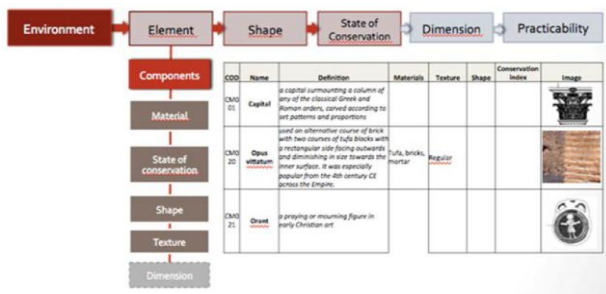 Environment
Element
Shape
State of
Conservation
Dimension
Practicability
Components
Material
State of
conservation
Shape
Texture
Dimension
COD Name Definition Materials Texture Shape Conservation Index Image
CM0
01
Capital
a capital surmounting a column of
any of the classical Greek and
Roman orders, carved according to
set patterns and proportions
CM0
20
Opus
vittatum
used an alternative course of brick
with two courses of tufa blocks with
a rectangular side facing outwards
and diminishing in size towards the
inner surface. It was especially
popular from the 4th century CE
across the Empire.
Tufa, bricks,
mortar
Regular
CM0
21
Orant
a praying or mourning figure in
early Christian art